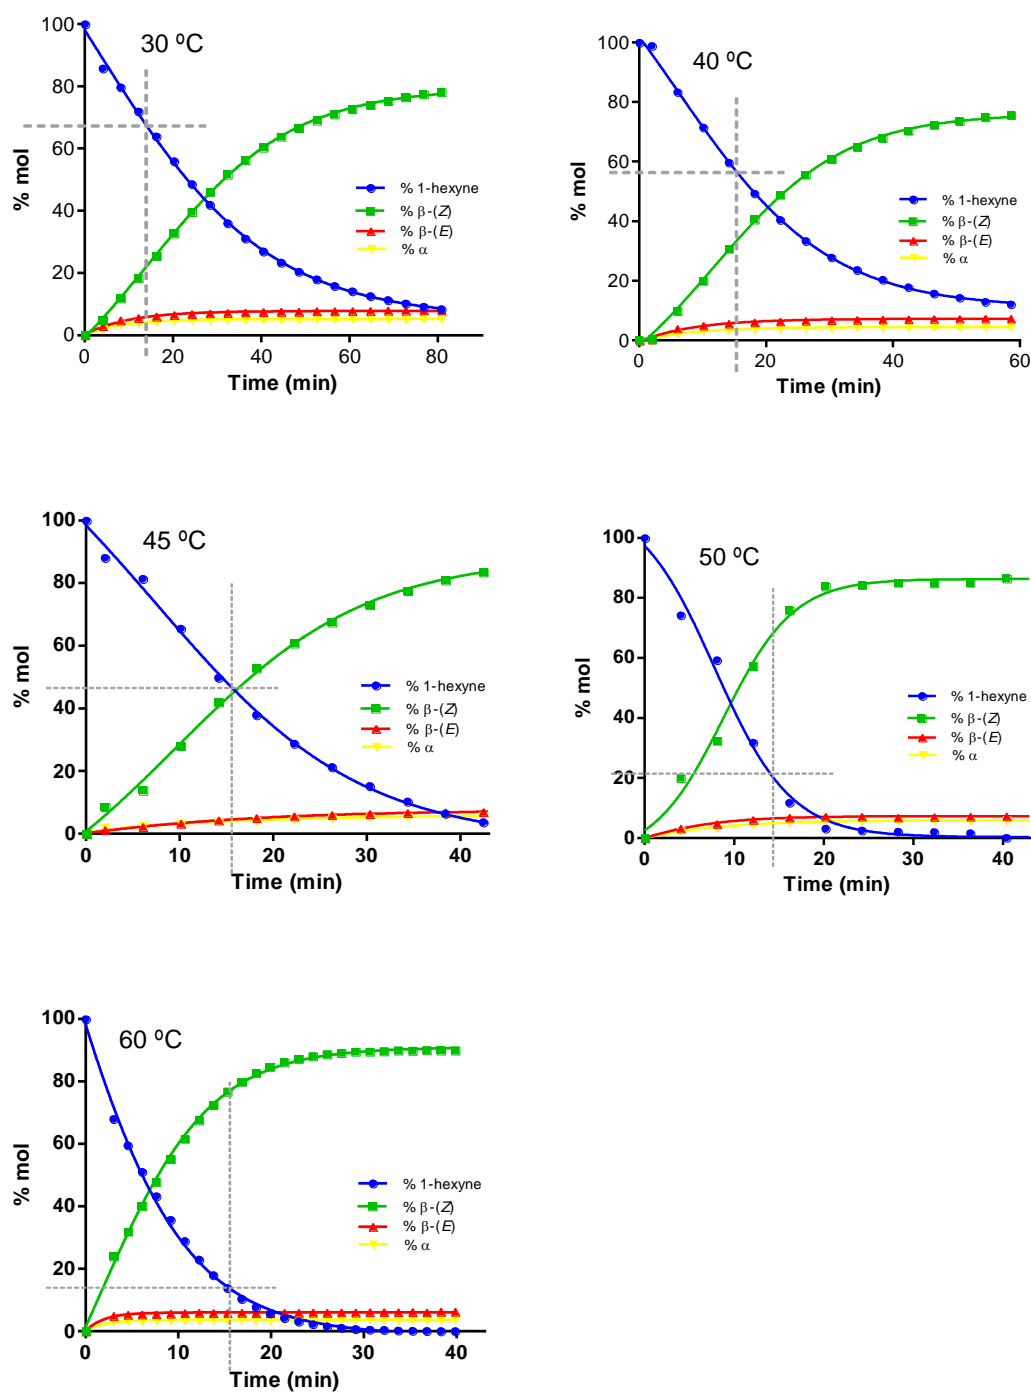 30 ºC
% mol
100
80
60
40
20
0
0 20 40 60 80
Time (min)
% 1-hexyne
% β-(Z)
% β-(E)
% α
40 ºC
% mol
100
80
60
40
20
0
0 20 40 60
Time (min)
% 1-hexyne
% β-(Z)
% β-(E)
% α
45 ºC
% mol
100
80
60
40
20
0
0 10 20 30 40
Time (min)
% 1-hexyne
% β-(Z)
% β-(E)
% α
50 ºC
% mol
100
80
60
40
20
0
0 10 20 30 40
Time (min)
% 1-hexyne
% β-(Z)
% β-(E)
% α
60 ºC
% mol
100
80
60
40
20
0
0 10 20 30 40
Time (min)
% 1-hexyne
% β-(Z)
% β-(E)
% α